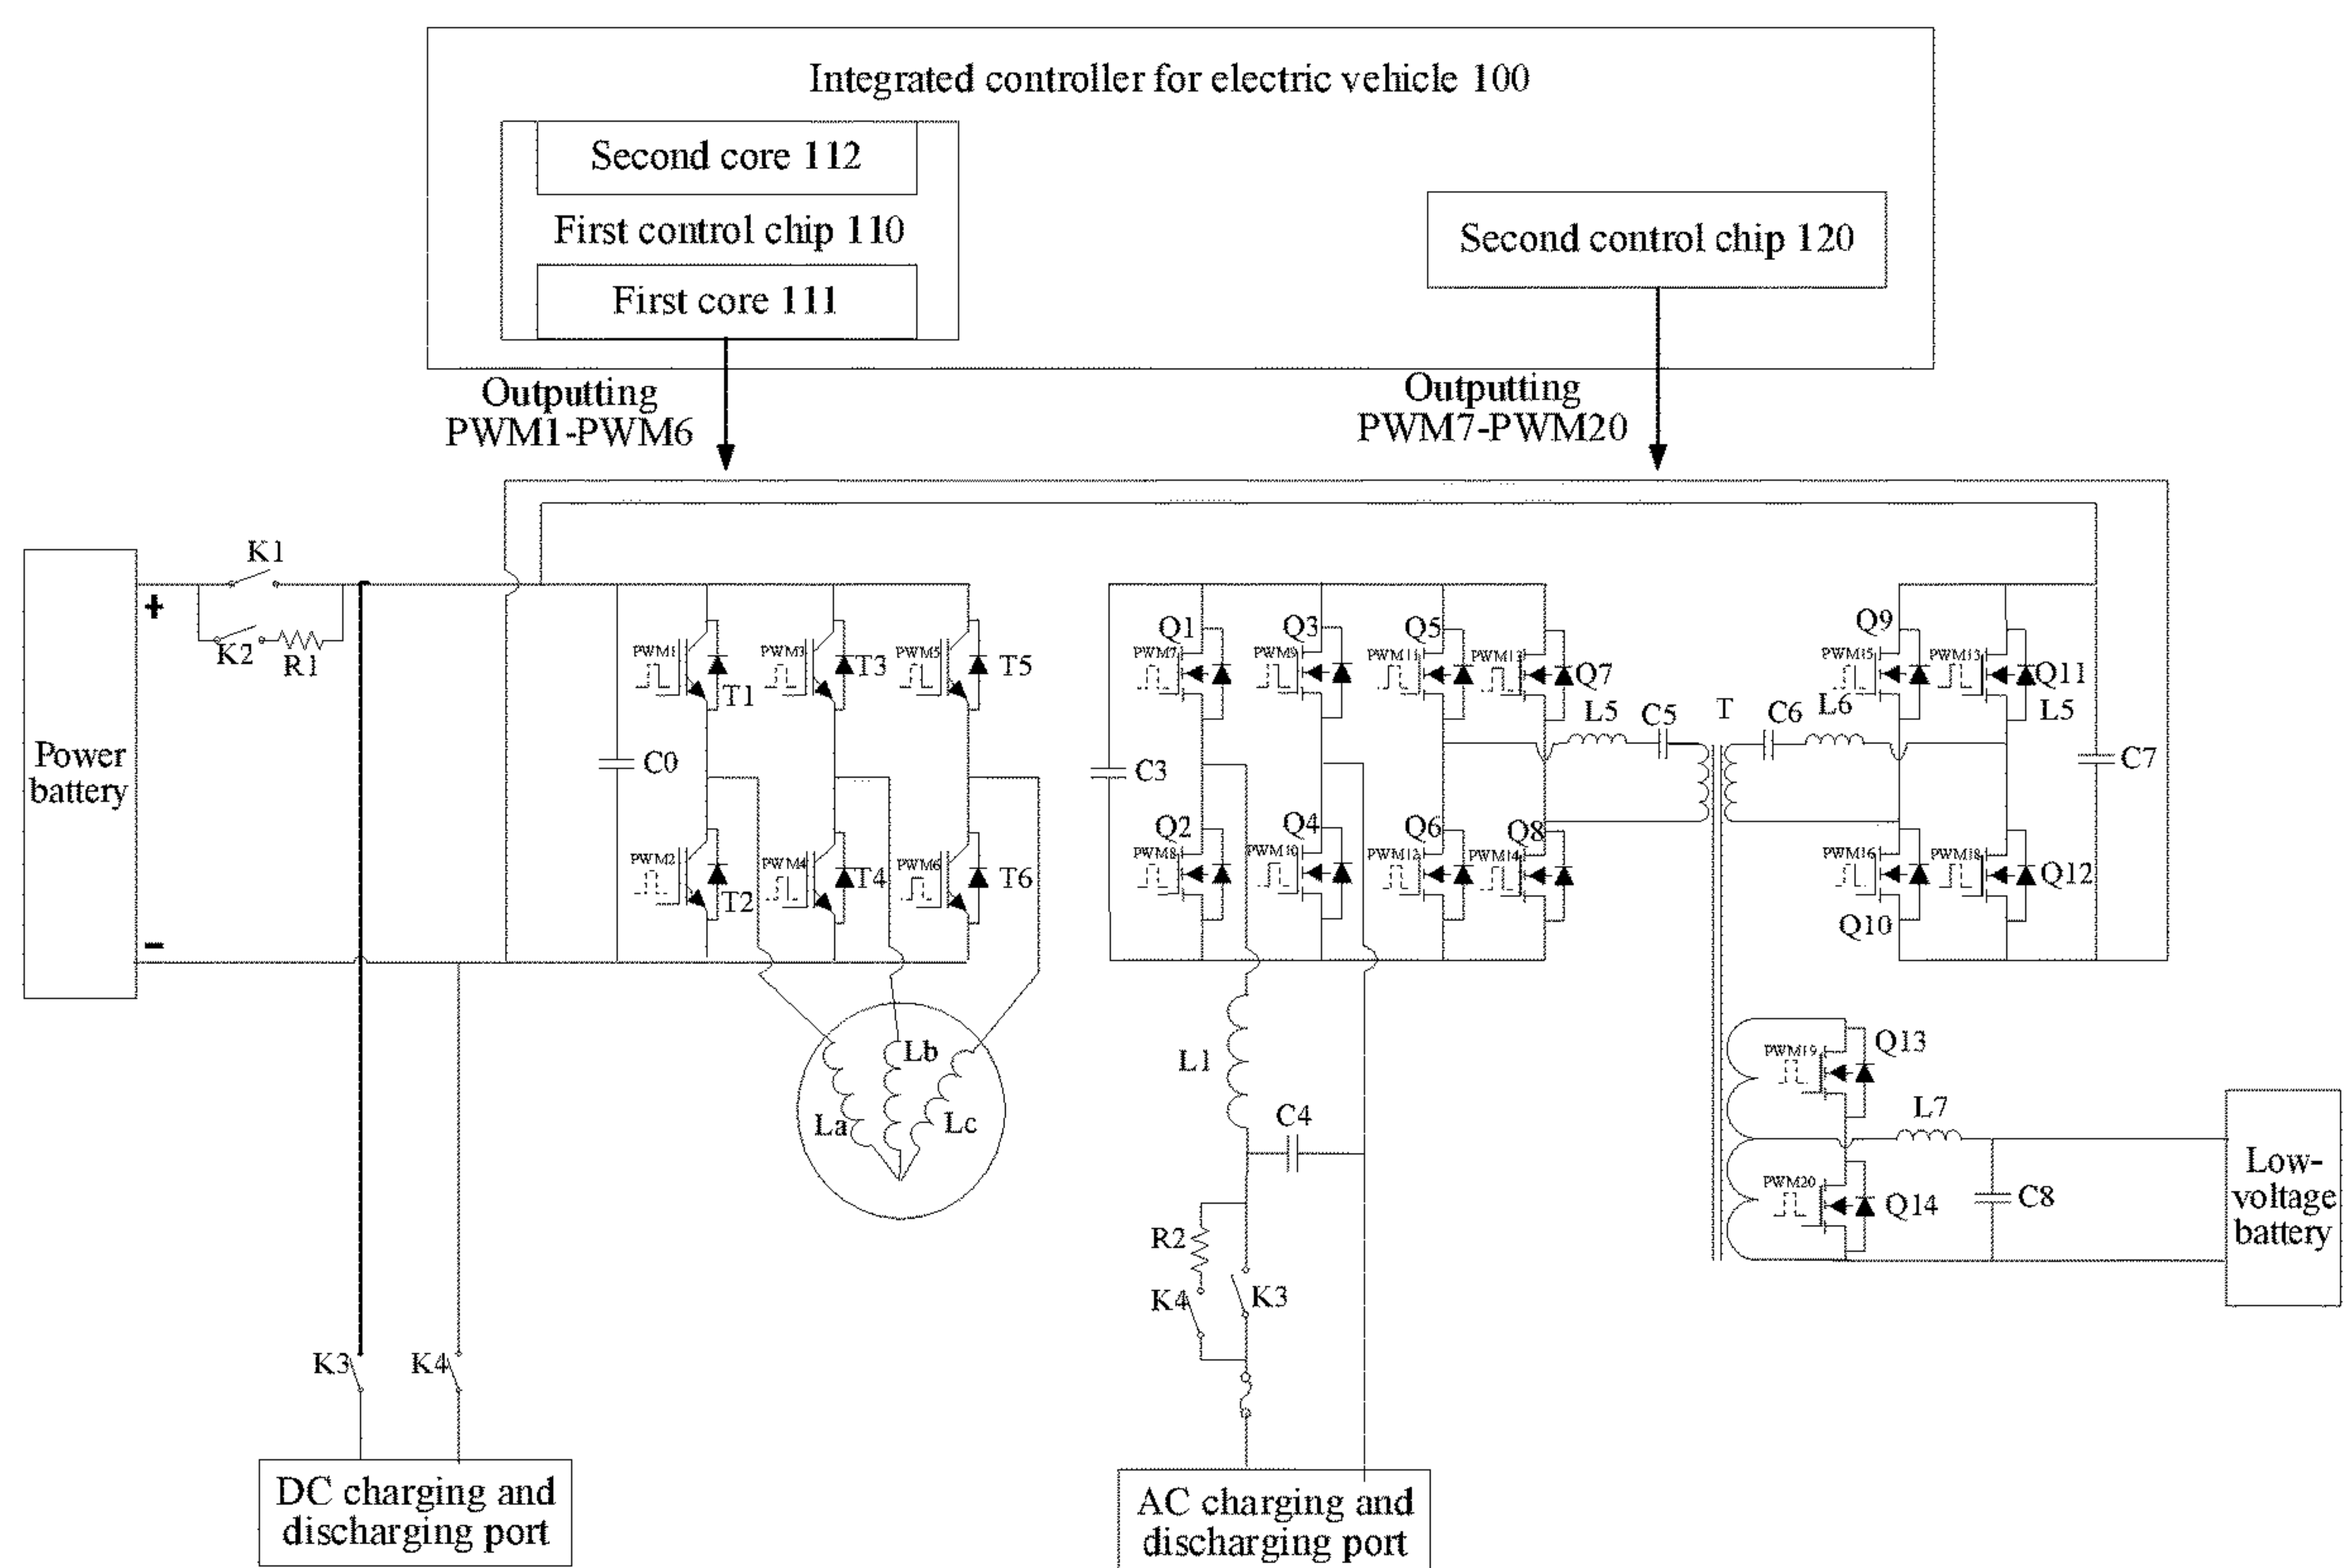 Integrated controller for electric vehicle 100
Second core 112
First control chip 110
First core 111
Second control chip 120
Outputting
PWM1-PWM6
Outputting
PWM7-PWM20
Power
battery
+
-
K1
K2
R1
C0
PWM1
T1
PWM3
T3
PWM5
T5
PWM2
T2
PWM4
T4
PWM6
T6
La
Lb
Lc
K3
K4
DC charging and
discharging port
C3
Q1
PWM7
Q3
PWM9
Q5
PWM11
PWM13
Q7
Q2
PWM8
Q4
PWM10
Q6
PWM12
Q8
PWM14
L5
C5
T
C6
L6
Q9
PWM15
PWM13
Q11
L5
C7
PWM16
Q10
PWM18
Q12
L1
C4
R2
K4
K3
AC charging and
discharging port
PWM19
Q13
PWM20
Q14
L7
C8
Low-
voltage
battery